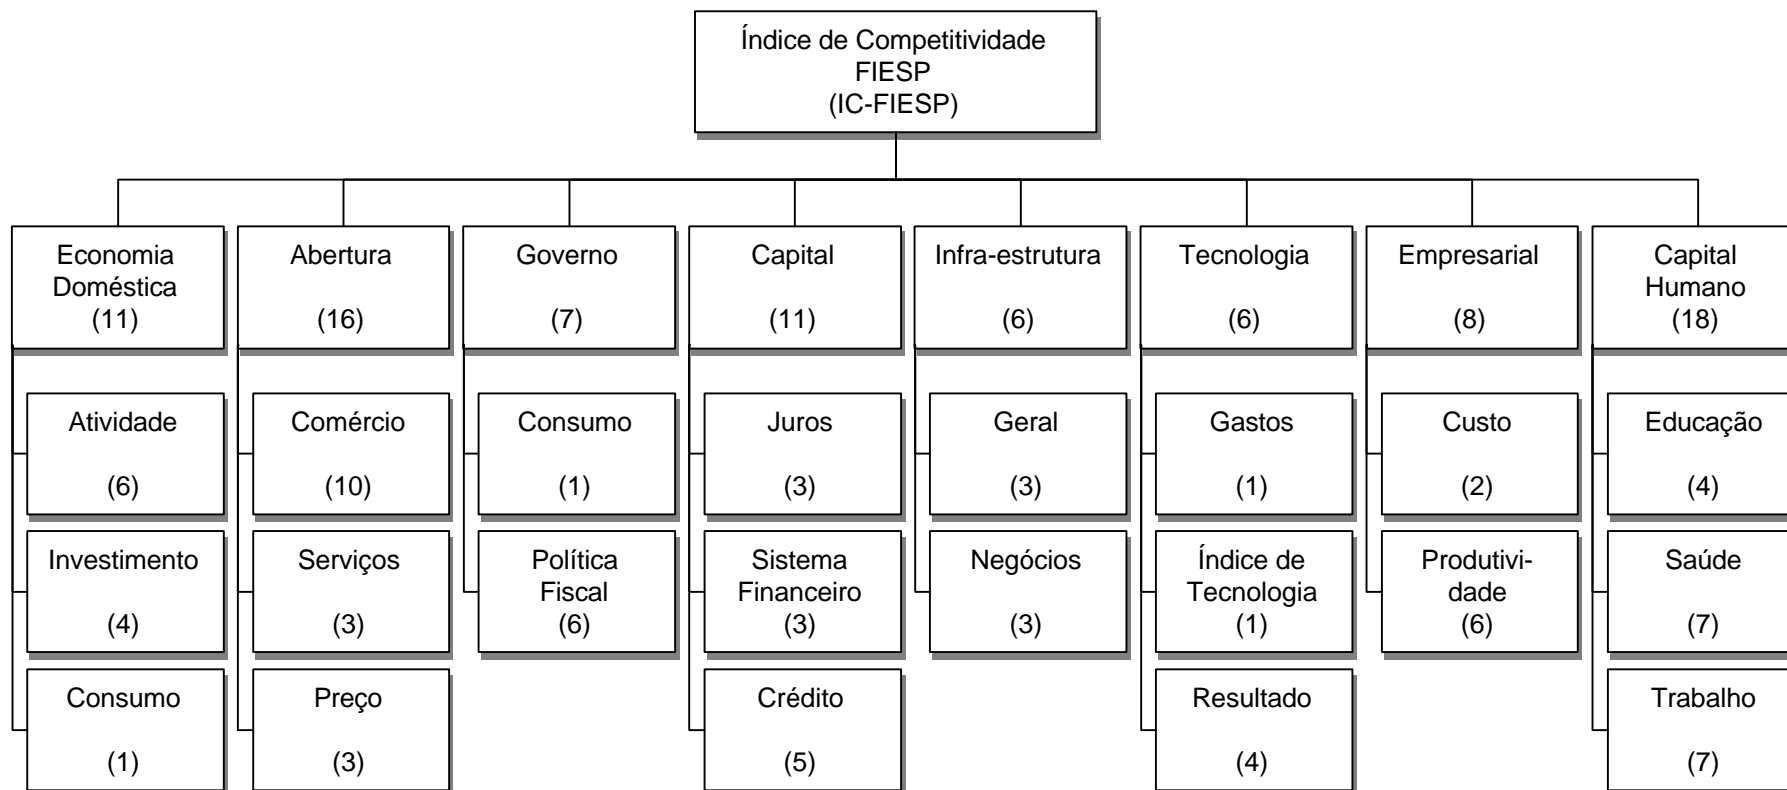 Índice de Competitividade
FIESP
(IC-FIESP)
Economia
Doméstica
(11)
Abertura
(16)
Governo
(7)
Capital
(11)
Infra-estrutura
(6)
Tecnologia
(6)
Empresarial
(8)
Capital
Humano
(18)
Atividade
(6)
Comércio
(10)
Consumo
(1)
Juros
(3)
Geral
(3)
Gastos
(1)
Custo
(2)
Educação
(4)
Investimento
(4)
Serviços
(3)
Política
Fiscal
(6)
Sistema
Financeiro
(3)
Negócios
(3)
Índice de
Tecnologia
(1)
Produtivi-
dade
(6)
Saúde
(7)
Consumo
(1)
Preço
(3)
Crédito
(5)
Resultado
(4)
Trabalho
(7)